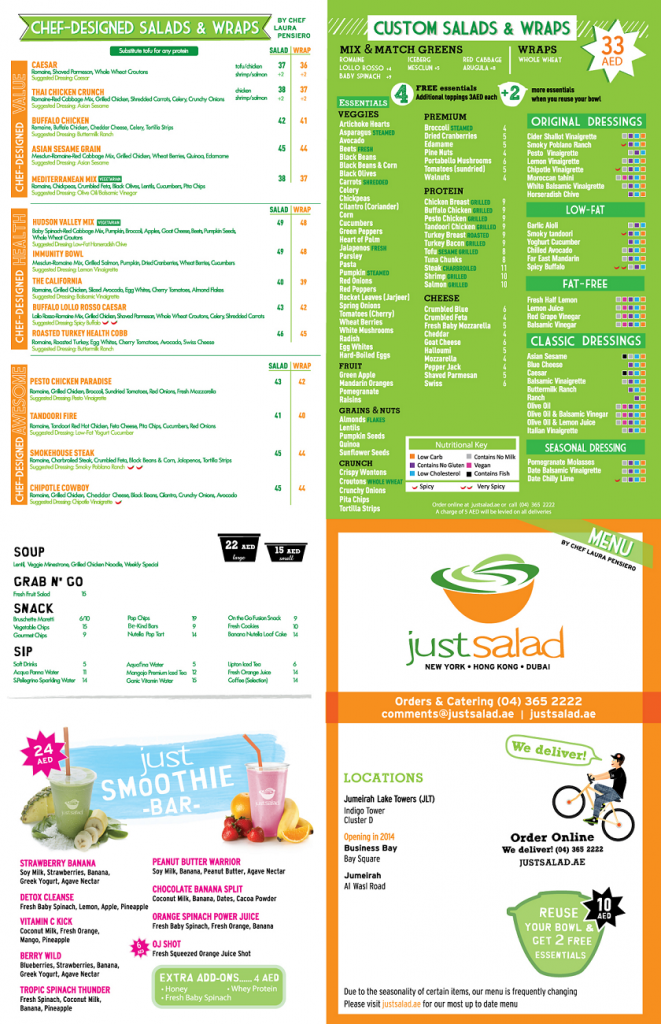 CHEF-DESIGNED SALADS & WRAPS
BY CHEF
LAURA
PENSIERO
Substitute tofu for any protein
SALAD WRAP
CHEF-DESIGNED VALUE
CAESAR tofu/chicken 37 36
Romaine, Shaved Parmesan, Whole Wheat Croutons shrimp/salmon +2 +2
Suggested Dressing: Caesar
THAI CHICKEN CRUNCH chicken 38 37
Romaine-Red Cabbage Mix, Grilled Chicken, Shredded Carrots, Celery, Crunchy Onions shrimp/salmon +2 +2
Suggested Dressing: Asian Sesame
BUFFALO CHICKEN 42 41
Romaine, Buffalo Chicken, Cheddar Cheese, Celery, Tortilla Strips
Suggested Dressing: Buttermilk Ranch
ASIAN SESAME GRAIN 45 44
Mesclun-Romaine-Red Cabbage Mix, Grilled Chicken, Wheat Berries, Quinoa, Edamame
Suggested Dressing: Asian Sesame
MEDITERRANEAN MIX VEGETARIAN 38 37
Romaine, Chickpeas, Crumbled Feta, Black Olives, Lentils, Cucumbers, Pita Chips
Suggested Dressing: Olive Oil Balsamic Vinegar
CHEF-DESIGNED HEALTH
SALAD WRAP
HUDSON VALLEY MIX VEGETARIAN 49 48
Baby Spinach-Red Cabbage Mix, Pumpkin, Broccoli, Apples, Goat Cheese, Beets, Pumpkin Seeds,
Whole Wheat Croutons
Suggested Dressing: Low-Fat Horseradish Chive
IMMUNITY BOWL 49 48
Mesclun-Romaine Mix, Grilled Salmon, Pumpkin, Dried Cranberries, Wheat Berries, Cucumbers
Suggested Dressing: Lemon Vinaigrette
THE CALIFORNIA 40 39
Romaine, Grilled Chicken, Sliced Avocado, Egg Whites, Cherry Tomatoes, Almond Flakes
Suggested Dressing: Balsamic Vinaigrette
BUFFALO LOLLO ROSSO CAESAR 43 42
Lollo Rosso-Romaine Mix, Grilled Chicken, Shaved Parmesan, Whole Wheat Croutons, Celery, Shredded Carrots
Suggested Dressing: Spicy Buffalo
ROASTED TURKEY HEALTH COBB 46 45
Romaine, Roasted Turkey, Egg Whites, Cherry Tomatoes, Avocado, Swiss Cheese
Suggested Dressing: Buttermilk Ranch
CHEF-DESIGNED AWESOME
SALAD WRAP
PESTO CHICKEN PARADISE 43 42
Romaine, Grilled Chicken, Broccoli, Sundried Tomatoes, Red Onions, Fresh Mozzarella
Suggested Dressing: Pesto Vinaigrette
TANDOORI FIRE 41 40
Romaine, Tandoori Red Hot Chicken, Feta Cheese, Pita Chips, Cucumbers, Red Onions
Suggested Dressing: Low-Fat Yogurt Cucumber
SMOKEHOUSE STEAK 45 44
Romaine, Charbroiled Steak, Crumbled Feta, Black Beans & Corn, Jalapenos, Tortilla Strips
Suggested Dressing: Smoky Poblano Ranch
CHIPOTLE COWBOY 45 44
Romaine, Grilled Chicken, Cheddar Cheese, Black Beans, Cilantro, Crunchy Onions, Avocado
Suggested Dressing: Chipotle Vinaigrette
CUSTOM SALADS & WRAPS
33
AED
MIX & MATCH GREENS
ROMAINE ICEBERG RED CABBAGE
LOLLO ROSSO +4 MESCLUN +3 ARUGULA +8
BABY SPINACH +7
WRAPS
WHOLE WHEAT
4 FREE essentials
Additional toppings 3AED each
+2 more essentials
when you reuse your bowl
ESSENTIALS
VEGGIES
Artichoke Hearts
Asparagus STEAMED
Avocado
Beets FRESH
Black Beans
Black Beans & Corn
Black Olives
Carrots SHREDDED
Celery
Chickpeas
Cilantro (Coriander)
Corn
Cucumbers
Green Peppers
Heart of Palm
Jalapenos FRESH
Parsley
Pasta
Pumpkin STEAMED
Red Onions
Red Peppers
Rocket Leaves (Jarjeer)
Spring Onions
Tomatoes (Cherry)
Wheat Berries
White Mushrooms
Radish
Egg Whites
Hard-Boiled Eggs
FRUIT
Green Apple
Mandarin Oranges
Pomegranate
Raisins
GRAINS & NUTS
Almonds FLAKES
Lentils
Pumpkin Seeds
Quinoa
Sunflower Seeds
CRUNCH
Crispy Wontons
Croutons WHOLE WHEAT
Crunchy Onions
Pita Chips
Tortilla Strips
PREMIUM
Broccoli STEAMED 4
Dried Cranberries 4
Edamame 5
Pine Nuts 4
Portabello Mushrooms 6
Tomatoes (sundried) 5
Walnuts 4
PROTEIN
Chicken Breast GRILLED 9
Buffalo Chicken GRILLED 9
Pesto Chicken GRILLED 9
Tandoori Chicken GRILLED 9
Turkey Breast ROASTED 9
Turkey Bacon GRILLED 9
Tofu SESAME GRILLED 8
Tuna Chunks 8
Steak CHARBROILED 11
Shrimp GRILLED 10
Salmon GRILLED 10
CHEESE
Crumbled Blue 5
Crumbled Feta 4
Fresh Baby Mozzarella 5
Cheddar 4
Goat Cheese 6
Halloumi 5
Mozzarella 5
Pepper Jack 4
Shaved Parmesan 5
Swiss 6
ORIGINAL DRESSINGS
Cider Shallot Vinaigrette
Smoky Poblano Ranch
Pesto Vinaigrette
Lemon Vinaigrette
Chipotle Vinaigrette
Moroccan tahini
White Balsamic Vinaigrette
Horseradish Chive
LOW-FAT
Garlic Aioli
Smoky tandoori
Yoghurt Cucumber
Chilled Avocado
Far East Mandarin
Spicy Buffalo
FAT-FREE
Fresh Half Lemon
Lemon Juice
Red Grape Vinegar
Balsamic Vinegar
CLASSIC DRESSINGS
Asian Sesame
Blue Cheese
Caesar
Balsamic Vinaigrette
Buttermilk Ranch
Ranch
Olive Oil
Olive Oil & Balsamic Vinegar
Olive Oil & Lemon Juice
Italian Vinaigrette
SEASONAL DRESSING
Pomegranate Molasses
Date Balsamic Vinaigrette
Date Chilly Lime
Nutritional Key
Low Carb Contains No Milk
Contains No Gluten Vegan
Low Cholesterol Contains Fish
Spicy Very Spicy
Order online at justsalad.ae or call (04) 365 2222
A charge of 5 AED will be levied on all deliveries
SOUP
22 AED
large
15 AED
small
Lentil, Veggie Minestrone, Grilled Chicken Noodle, Weekly Special
GRAB N' GO
Fresh Fruit Salad 15
SNACK
Bruschette Maretti 6/10 Pop Chips 19 On the Go Fusion Snack 9
Vegetable Chips 15 Eat-Kind Bars 9 Fresh Cookies 10
Gourmet Chips 9 Nutella Pop Tart 14 Banana Nutella Loaf Cake 14
SIP
Soft Drinks 5 Aquafina Water 5 Lipton Iced Tea 6
Acqua Panna Water 11 Mangajo Premium Iced Tea 12 Fresh Orange Juice 14
S.Pellegrino Sparkling Water 14 Ganic Vitamin Water 15 Coffee (Selection) 14
MENU
BY CHEF LAURA PENSIERO
justsalad
NEW YORK • HONG KONG • DUBAI
Orders & Catering (04) 365 2222
comments@justsalad.ae | justsalad.ae
24
AED
just
SMOOTHIE
-BAR-
justsalad
justsalad
STRAWBERRY BANANA
Soy Milk, Strawberries, Banana,
Greek Yogurt, Agave Nectar
DETOX CLEANSE
Fresh Baby Spinach, Lemon, Apple, Pineapple
VITAMIN C KICK
Coconut Milk, Fresh Orange,
Mango, Pineapple
BERRY WILD
Blueberries, Strawberries, Banana,
Greek Yogurt, Agave Nectar
TROPIC SPINACH THUNDER
Fresh Spinach, Coconut Milk,
Banana, Pineapple
PEANUT BUTTER WARRIOR
Soy Milk, Banana, Peanut Butter, Agave Nectar
CHOCOLATE BANANA SPLIT
Coconut Milk, Banana, Dates, Cacoa Powder
ORANGE SPINACH POWER JUICE
Fresh Baby Spinach, Fresh Orange, Banana
OJ SHOT
Fresh Squeezed Orange Juice Shot
EXTRA ADD-ONS...... 4 AED
• Honey • Whey Protein
• Fresh Baby Spinach
We deliver!
LOCATIONS
Jumeirah Lake Towers (JLT)
Indigo Tower
Cluster D
Opening in 2014
Business Bay
Bay Square
Jumeirah
Al Wasl Road
Order Online
We deliver! (04) 365 2222
JUSTSALAD.AE
10
AED
REUSE
YOUR BOWL &
GET 2 FREE
ESSENTIALS
Due to the seasonality of certain items, our menu is frequently changing
Please visit justsalad.ae for our most up to date menu